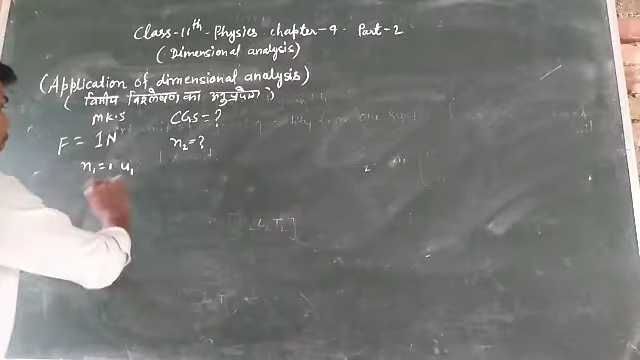 Class-11th Physics chapter-4 Part-2
(Dimensional analysis)
(Application of dimensional analysis)
(विमीय विश्लेषण का अनुप्रयोग)
M.K.S CGS = ?
F = 1N n₂ = ?
n₁ = 1 u₁
L₂T₂]